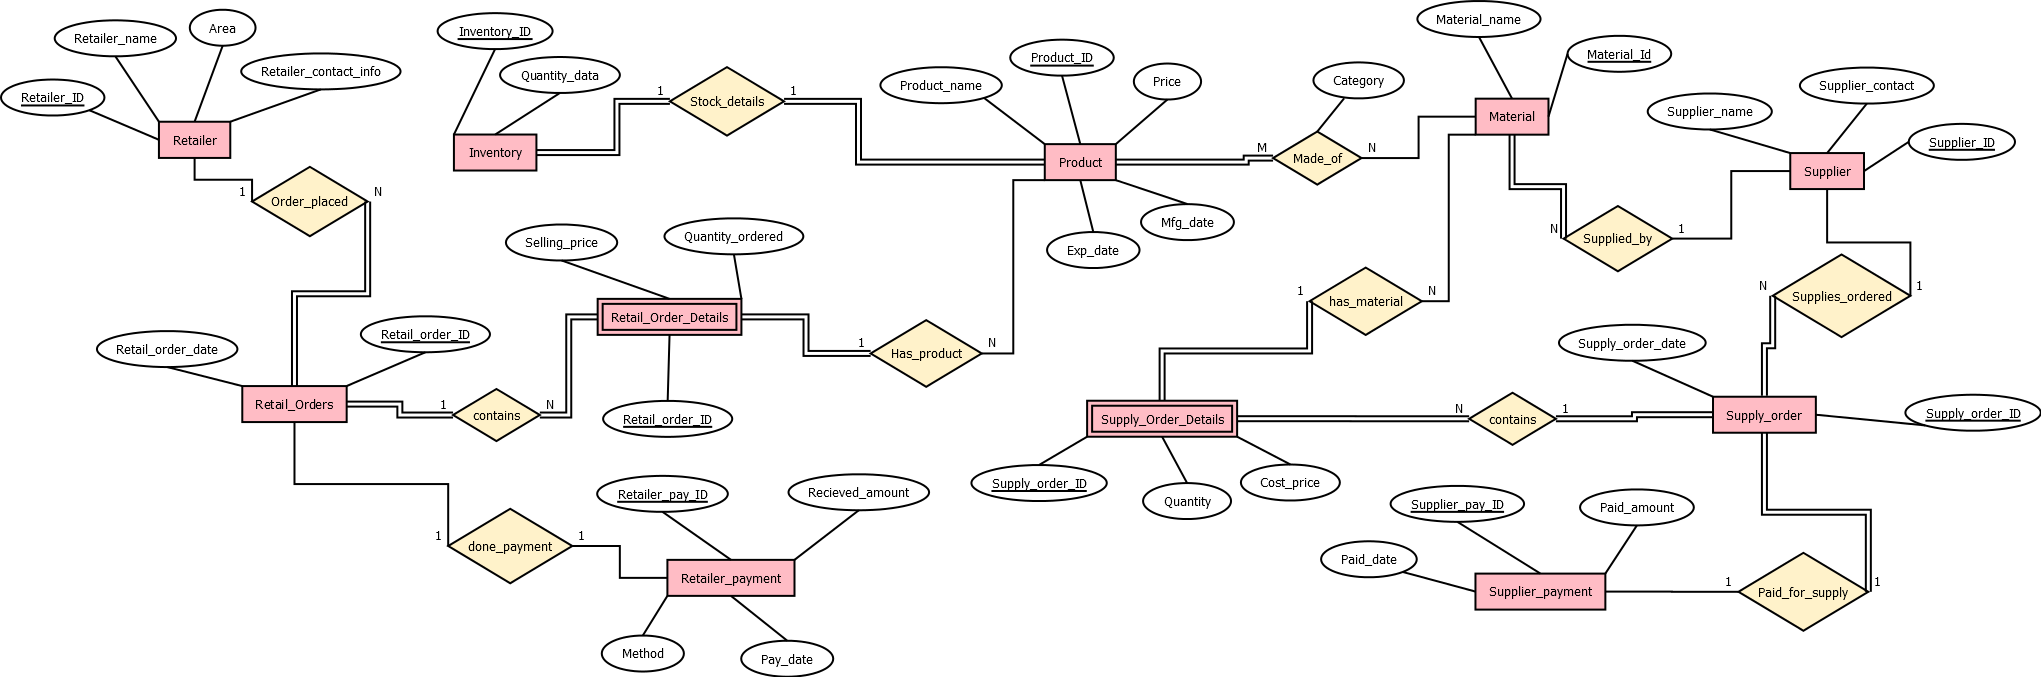 Material_name
Area
Retailer_name
Inventory_ID
Material_Id
Product_ID
Retailer_contact_info
Quantity_data
Price
Category
Product_name
Supplier_contact
Retailer_ID
1
Stock_details
1
Supplier_name
Material
Retailer
Inventory
Product
M
Made_of
N
Supplier_ID
Supplier
1
Order_placed
N
Mfg_date
Selling_price
Quantity_ordered
Exp_date
N
Supplied_by
1
1
has_material
N
N
Supplies_ordered
1
Retail_Order_Details
Retail_order_date
Retail_order_ID
1
Has_product
N
Supply_order_date
Retail_Orders
1
contains
N
Retail_order_ID
Supply_Order_Details
N
contains
1
Supply_order
Supply_order_ID
Supply_order_ID
Quantity
Cost_price
Retailer_pay_ID
Recieved_amount
Supplier_pay_ID
Paid_amount
1
done_payment
1
Paid_date
Retailer_payment
Supplier_payment
1
Paid_for_supply
1
Method
Pay_date